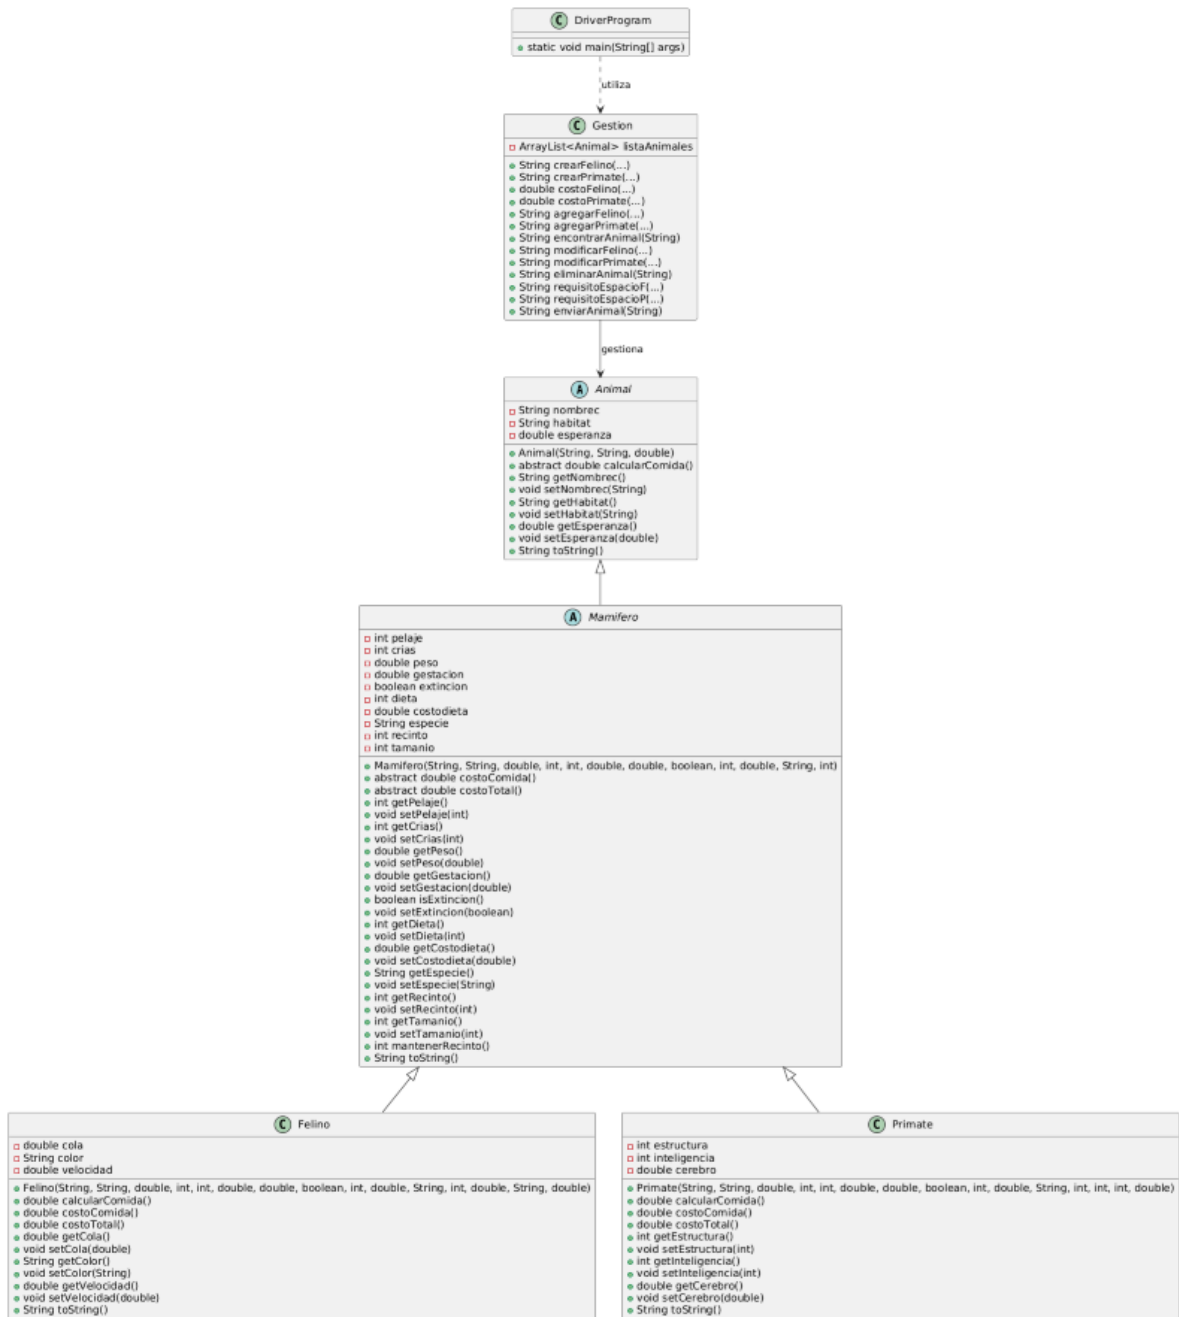 C DriverProgram
static void main(String[] args)
utiliza
C Gestion
ArrayList<Animal> listaAnimales
String crearFelino(...)
String crearPrimate(...)
double costoFelino(...)
double costoPrimate(...)
String agregarFelino(...)
String agregarPrimate(...)
String encontrarAnimal(String)
String modificarFelino(...)
String modificarPrimate(...)
String eliminarAnimal(String)
String requisitoEspacioF(...)
String requisitoEspacioP(...)
String enviarAnimal(String)
gestiona
A Animal
String nombrec
String habitat
double esperanza
Animal(String, String, double)
abstract double calcularComida()
String getNombrec()
void setNombrec(String)
String getHabitat()
void setHabitat(String)
double getEsperanza()
void setEsperanza(double)
String toString()
A Mamifero
int pelaje
int crias
double peso
double gestacion
boolean extincion
int dieta
double costodieta
String especie
int recinto
int tamanio
Mamifero(String, String, double, int, int, double, double, boolean, int, double, String, int)
abstract double costoComida()
abstract double costoTotal()
int getPelaje()
void setPelaje(int)
int getCrias()
void setCrias(int)
double getPeso()
void setPeso(double)
double getGestacion()
void setGestacion(double)
boolean isExtincion()
void setExtincion(boolean)
int getDieta()
void setDieta(int)
double getCostodieta()
void setCostodieta(double)
String getEspecie()
void setEspecie(String)
int getRecinto()
void setRecinto(int)
int getTamanio()
void setTamanio(int)
int mantenerRecinto()
String toString()
C Felino
double cola
String color
double velocidad
Felino(String, String, double, int, int, double, double, boolean, int, double, String, int, double, String, double)
double calcularComida()
double costoComida()
double costoTotal()
double getCola()
void setCola(double)
String getColor()
void setColor(String)
double getVelocidad()
void setVelocidad(double)
String toString()
C Primate
int estructura
int inteligencia
double cerebro
Primate(String, String, double, int, int, double, double, boolean, int, double, String, int, int, int, double)
double calcularComida()
double costoComida()
double costoTotal()
int getEstructura()
void setEstructura(int)
int getInteligencia()
void setInteligencia(int)
double getCerebro()
void setCerebro(double)
String toString()